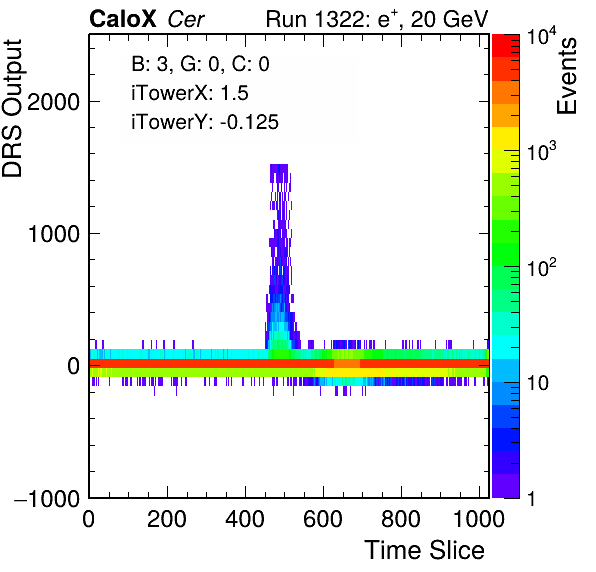 CaloX Cer Run 1322: e+, 20 GeV
B: 3, G: 0, C: 0
iTowerX: 1.5
iTowerY: -0.125
DRS Output
2000
1000
0
−1000
0 200 400 600 800 1000
Time Slice
Events
10^4
10^3
10^2
10
1